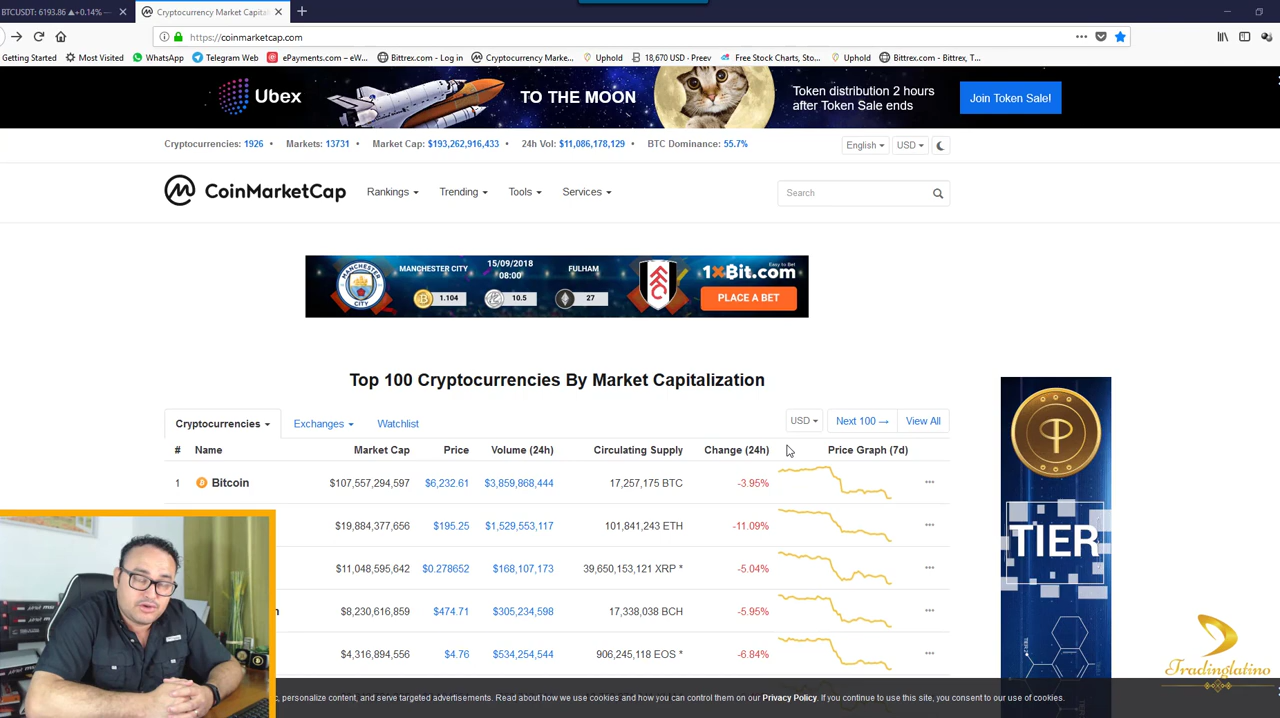 BTCUSDT: 6193.86 ▲+0.14%
Cryptocurrency Market Capital
https://coinmarketcap.com
Getting Started Most Visited WhatsApp Telegram Web ePayments.com – eW... Bittrex.com - Log in Cryptocurrency Marke... Uphold 18,670 USD · Preev Free Stock Charts, Sto... Uphold Bittrex.com - Bittrex, T...
Ubex
TO THE MOON
Token distribution 2 hours
after Token Sale ends
Join Token Sale!
Cryptocurrencies: 1926 • Markets: 13731 • Market Cap: $193,262,916,433 • 24h Vol: $11,086,178,129 • BTC Dominance: 55.7%
English USD
CoinMarketCap
Rankings Trending Tools Services
Search
MANCHESTER CITY
15/09/2018
08:00
FULHAM
1.104 10.5 27
Easy to Bet
1XBit.com
PLACE A BET
Top 100 Cryptocurrencies By Market Capitalization
Cryptocurrencies Exchanges Watchlist USD Next 100 → View All
# Name Market Cap Price Volume (24h) Circulating Supply Change (24h) Price Graph (7d)
1 Bitcoin $107,557,294,597 $6,232.61 $3,859,868,444 17,257,175 BTC -3.95%
$19,884,377,656 $195.25 $1,529,553,117 101,841,243 ETH -11.09%
$11,048,595,642 $0.278652 $168,107,173 39,650,153,121 XRP * -5.04%
$8,230,616,859 $474.71 $305,234,598 17,338,038 BCH -5.95%
$4,316,894,556 $4.76 $534,254,544 906,245,118 EOS * -6.84%
TIER
Tradinglatino
personalize content, and serve targeted advertisements. Read about how we use cookies and how you can control them on our Privacy Policy. If you continue to use this site, you consent to our use of cookies.